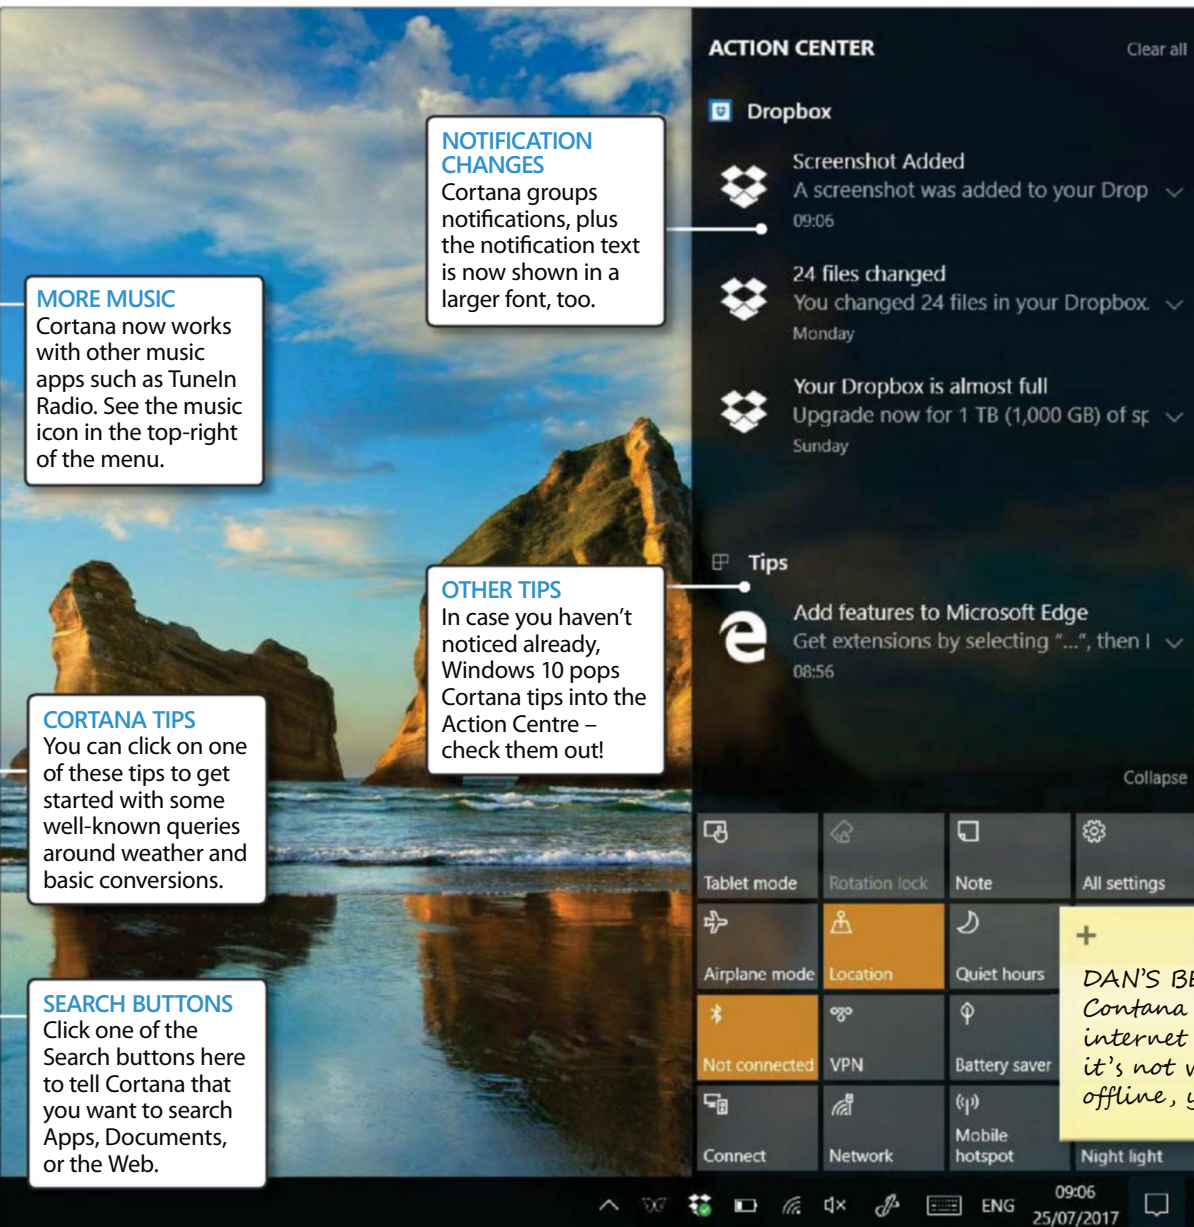 ACTION CENTER
Clear all
Dropbox
Screenshot Added
A screenshot was added to your Drop
09:06
24 files changed
You changed 24 files in your Dropbox.
Monday
Your Dropbox is almost full
Upgrade now for 1 TB (1,000 GB) of sp
Sunday
Tips
Add features to Microsoft Edge
Get extensions by selecting "...", then
08:56
Collapse
NOTIFICATION
CHANGES
Cortana groups
notifications, plus
the notification text
is now shown in a
larger font, too.
MORE MUSIC
Cortana now works
with other music
apps such as TuneIn
Radio. See the music
icon in the top-right
of the menu.
OTHER TIPS
In case you haven't
noticed already,
Windows 10 pops
Cortana tips into the
Action Centre –
check them out!
CORTANA TIPS
You can click on one
of these tips to get
started with some
well-known queries
around weather and
basic conversions.
SEARCH BUTTONS
Click one of the
Search buttons here
to tell Cortana that
you want to search
Apps, Documents,
or the Web.
Tablet mode
Rotation lock
Note
All settings
Airplane mode
Location
Quiet hours
Not connected
VPN
Battery saver
Connect
Network
Mobile
hotspot
Night light
DAN'S BE
Contana
internet
it's not
offline,
ENG
09:06
25/07/2017